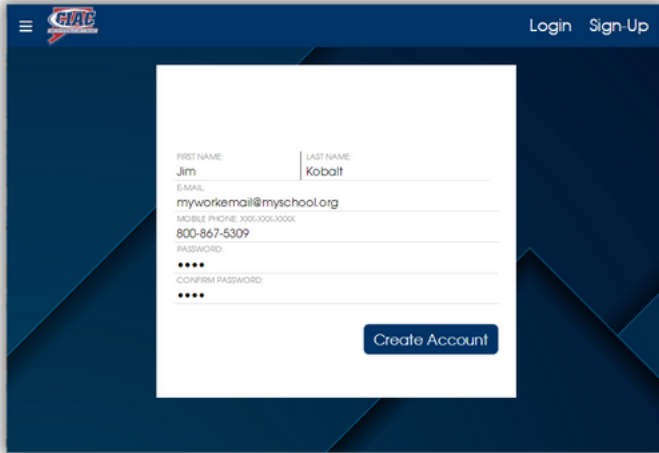 CIAC
Login Sign-Up
FIRST NAME: LAST NAME:
Jim Kobalt
E-MAIL:
myworkemail@myschool.org
MOBILE PHONE: XXX-XXX-XXXX
800-867-5309
PASSWORD:
••••
CONFIRM PASSWORD:
••••
Create Account